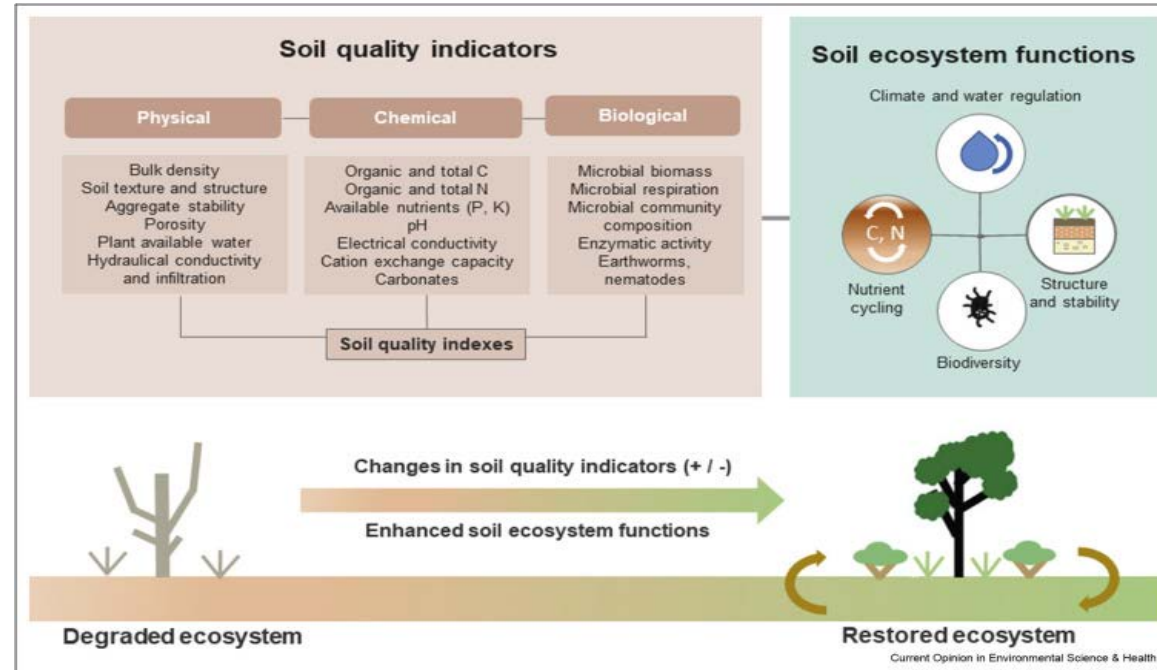 Soil quality indicators
Physical
Chemical
Biological
Bulk density
Soil texture and structure
Aggregate stability
Porosity
Plant available water
Hydraulical conductivity
and infiltration
Organic and total C
Organic and total N
Available nutrients (P, K)
pH
Electrical conductivity
Cation exchange capacity
Carbonates
Microbial biomass
Microbial respiration
Microbial community
composition
Enzymatic activity
Earthworms,
nematodes
Soil quality indexes
Soil ecosystem functions
Climate and water regulation
C, N
Nutrient
cycling
Structure
and stability
Biodiversity
Changes in soil quality indicators (+ / -)
Enhanced soil ecosystem functions
Degraded ecosystem
Restored ecosystem
Current Opinion in Environmental Science & Health